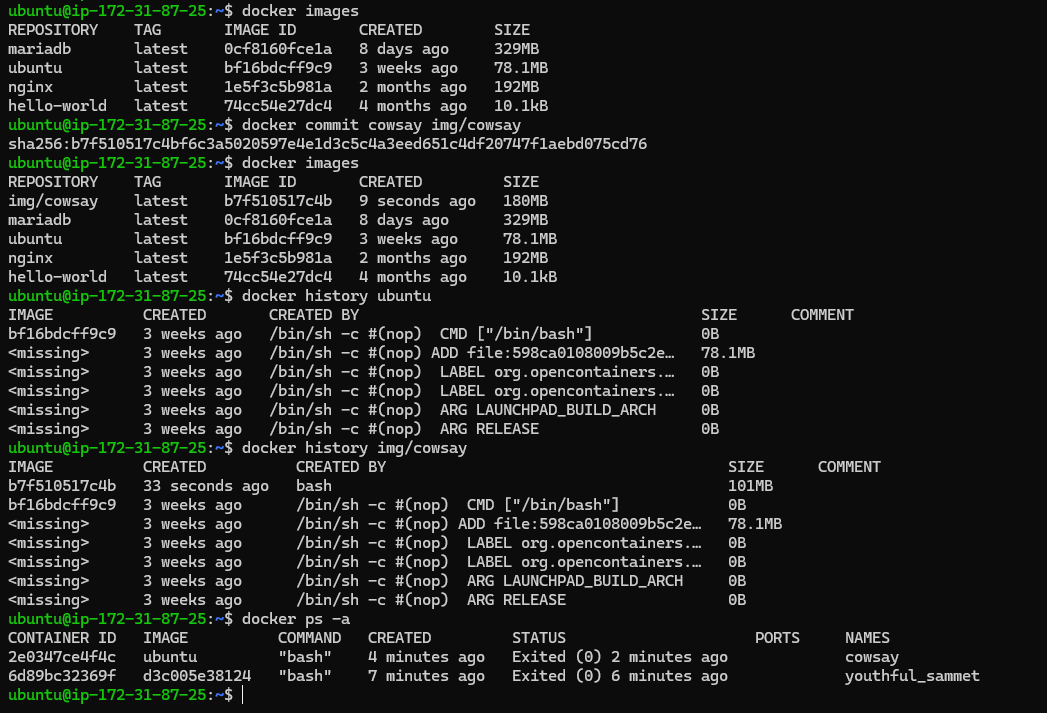 ubuntu@ip-172-31-87-25:~$ docker images
REPOSITORY    TAG       IMAGE ID       CREATED        SIZE
mariadb       latest    0cf8160fce1a   8 days ago     329MB
ubuntu        latest    bf16bdcff9c9   3 weeks ago    78.1MB
nginx         latest    1e5f3c5b981a   2 months ago   192MB
hello-world   latest    74cc54e27dc4   4 months ago   10.1kB
ubuntu@ip-172-31-87-25:~$ docker commit cowsay img/cowsay
sha256:b7f510517c4bf6c3a5020597e4e1d3c5c4a3eed651c4df20747f1aebd075cd76
ubuntu@ip-172-31-87-25:~$ docker images
REPOSITORY    TAG       IMAGE ID       CREATED         SIZE
img/cowsay    latest    b7f510517c4b   9 seconds ago   180MB
mariadb       latest    0cf8160fce1a   8 days ago      329MB
ubuntu        latest    bf16bdcff9c9   3 weeks ago     78.1MB
nginx         latest    1e5f3c5b981a   2 months ago    192MB
hello-world   latest    74cc54e27dc4   4 months ago    10.1kB
ubuntu@ip-172-31-87-25:~$ docker history ubuntu
IMAGE          CREATED       CREATED BY                                      SIZE      COMMENT
bf16bdcff9c9   3 weeks ago   /bin/sh -c #(nop)  CMD ["/bin/bash"]            0B
<missing>      3 weeks ago   /bin/sh -c #(nop) ADD file:598ca0108009b5c2e…   78.1MB
<missing>      3 weeks ago   /bin/sh -c #(nop)  LABEL org.opencontainers.…   0B
<missing>      3 weeks ago   /bin/sh -c #(nop)  LABEL org.opencontainers.…   0B
<missing>      3 weeks ago   /bin/sh -c #(nop)  ARG LAUNCHPAD_BUILD_ARCH     0B
<missing>      3 weeks ago   /bin/sh -c #(nop)  ARG RELEASE                  0B
ubuntu@ip-172-31-87-25:~$ docker history img/cowsay
IMAGE          CREATED          CREATED BY                                      SIZE      COMMENT
b7f510517c4b   33 seconds ago   bash                                            101MB
bf16bdcff9c9   3 weeks ago      /bin/sh -c #(nop)  CMD ["/bin/bash"]            0B
<missing>      3 weeks ago      /bin/sh -c #(nop) ADD file:598ca0108009b5c2e…   78.1MB
<missing>      3 weeks ago      /bin/sh -c #(nop)  LABEL org.opencontainers.…   0B
<missing>      3 weeks ago      /bin/sh -c #(nop)  LABEL org.opencontainers.…   0B
<missing>      3 weeks ago      /bin/sh -c #(nop)  ARG LAUNCHPAD_BUILD_ARCH     0B
<missing>      3 weeks ago      /bin/sh -c #(nop)  ARG RELEASE                  0B
ubuntu@ip-172-31-87-25:~$ docker ps -a
CONTAINER ID   IMAGE          COMMAND   CREATED         STATUS                     PORTS     NAMES
2e0347ce4f4c   ubuntu         "bash"    4 minutes ago   Exited (0) 2 minutes ago             cowsay
6d89bc32369f   d3c005e38124   "bash"    7 minutes ago   Exited (0) 6 minutes ago             youthful_sammet
ubuntu@ip-172-31-87-25:~$